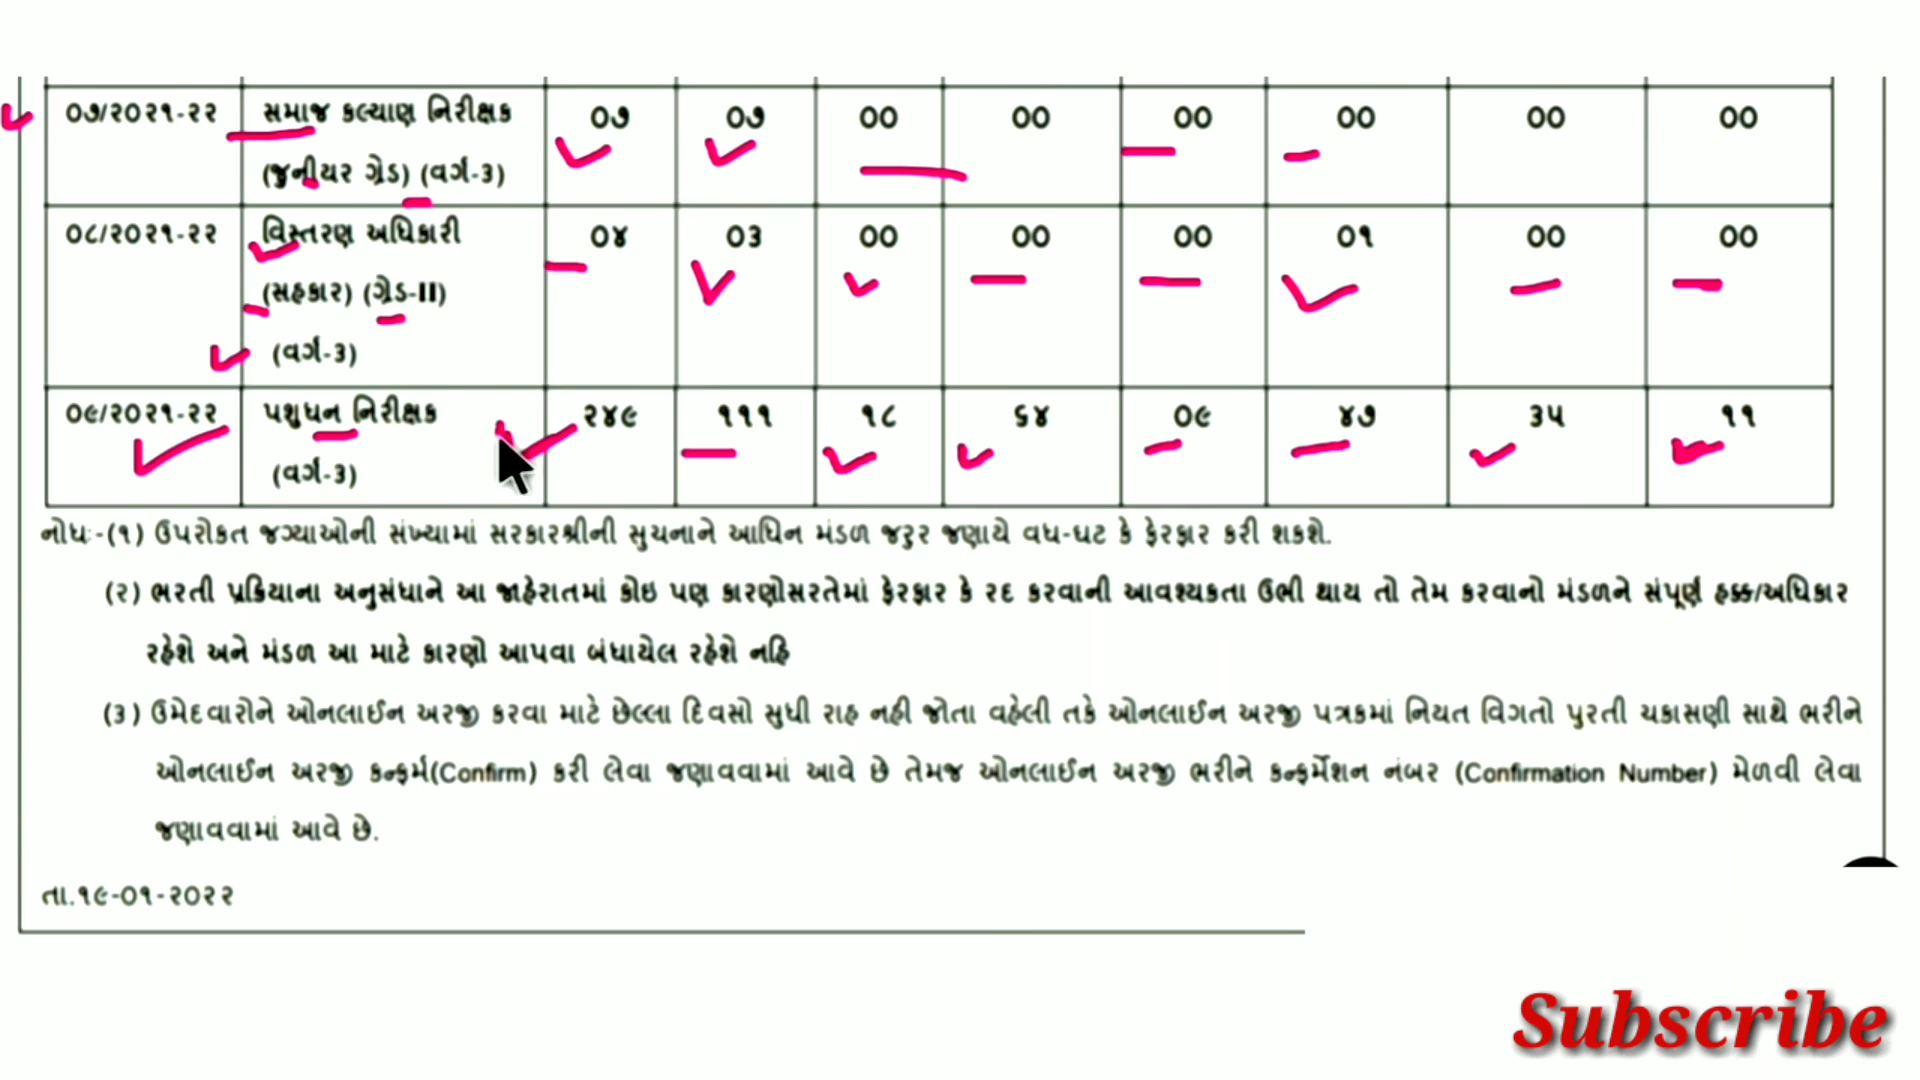 ૦૭/૨૦૨૧-૨૨ સમાજ કલ્યાણ નિરીક્ષક ૦૭ ૦૭ ૦૦ ૦૦ ૦૦ ૦૦ ૦૦ ૦૦
(જુનીયર ગ્રેડ) (વર્ગ-૩)
૦૮/૨૦૨૧-૨૨ વિસ્તરણ અધિકારી ૦૪ ૦૩ ૦૦ ૦૦ ૦૦ ૦૧ ૦૦ ૦૦
(સહકાર) (ગ્રેડ-II)
(વર્ગ-૩)
૦૯/૨૦૨૧-૨૨ પશુધન નિરીક્ષક ૨૪૯ ૧૧૧ ૧૮ ૬૪ ૦૯ ૪૭ ૩૫ ૧૧
(વર્ગ-૩)
નોધઃ-(૧) ઉપરોકત જગ્યાઓની સંખ્યામાં સરકારશ્રીની સુચનાને આધિન મંડળ જરુર જણાયે વધ-ઘટ કે ફેરફાર કરી શકશે.
(૨) ભરતી પ્રક્રિયાના અનુસંધાને આ જાહેરાતમાં કોઇ પણ કારણોસરતેમાં ફેરફાર કે રદ કરવાની આવશ્યકતા ઉભી થાય તો તેમ કરવાનો મંડળને સંપૂર્ણ હક્ક/અધિકાર
રહેશે અને મંડળ આ માટે કારણો આપવા બંધાયેલ રહેશે નહિ
(૩) ઉમેદવારોને ઓનલાઈન અરજી કરવા માટે છેલ્લા દિવસો સુધી રાહ નહી જોતા વહેલી તકે ઓનલાઈન અરજી પત્રકમાં નિયત વિગતો પુરતી ચકાસણી સાથે ભરીને
ઓનલાઈન અરજી કન્ફર્મ(Confirm) કરી લેવા જણાવવામાં આવે છે તેમજ ઓનલાઈન અરજી ભરીને કન્ફર્મેશન નંબર (Confirmation Number) મેળવી લેવા
જણાવવામાં આવે છે.
તા.૧૯-૦૧-૨૦૨૨
Subscribe